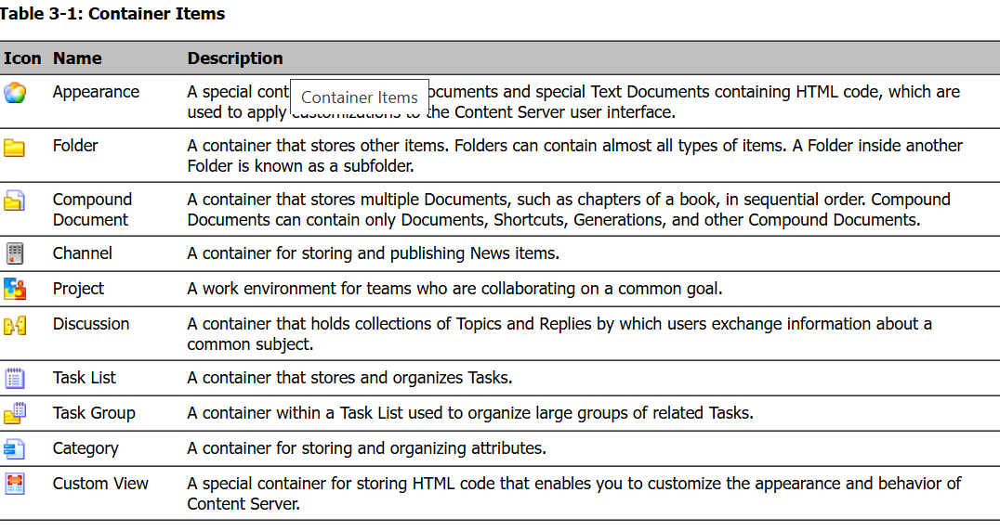 Table 3-1: Container Items
Icon Name Description
Appearance A special cont ocuments and special Text Documents containing HTML code, which are
used to apply customizations to the Content Server user interface.
Container Items
Folder A container that stores other items. Folders can contain almost all types of items. A Folder inside another
Folder is known as a subfolder.
Compound A container that stores multiple Documents, such as chapters of a book, in sequential order. Compound
Document Documents can contain only Documents, Shortcuts, Generations, and other Compound Documents.
Channel A container for storing and publishing News items.
Project A work environment for teams who are collaborating on a common goal.
Discussion A container that holds collections of Topics and Replies by which users exchange information about a
common subject.
Task List A container that stores and organizes Tasks.
Task Group A container within a Task List used to organize large groups of related Tasks.
Category A container for storing and organizing attributes.
Custom View A special container for storing HTML code that enables you to customize the appearance and behavior of
Content Server.